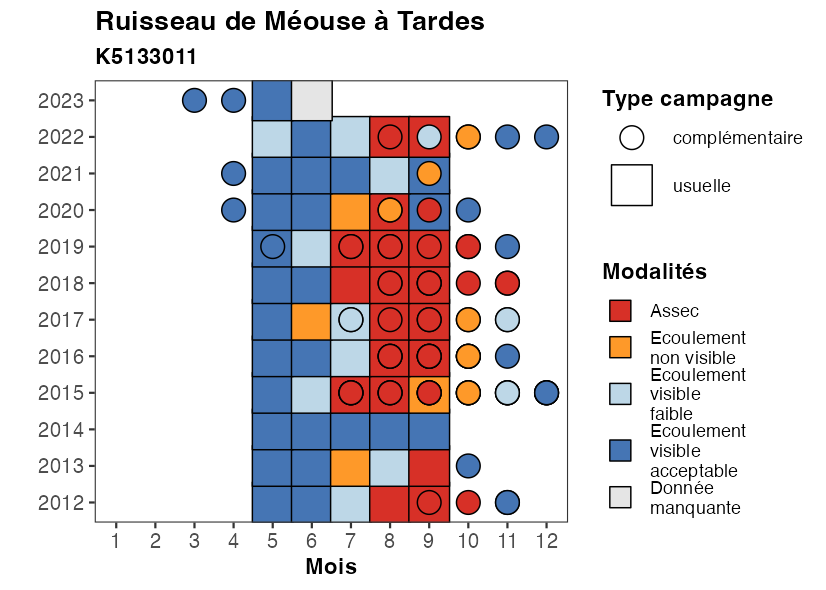 Ruisseau de Méouse à Tardes
K5133011
2023
2022
2021
2020
2019
2018
2017
2016
2015
2014
2013
2012
1 2 3 4 5 6 7 8 9 10 11 12
Mois
Type campagne
complémentaire
usuelle
Modalités
Assec
Ecoulement
non visible
Ecoulement
visible
faible
Ecoulement
visible
acceptable
Donnée
manquante